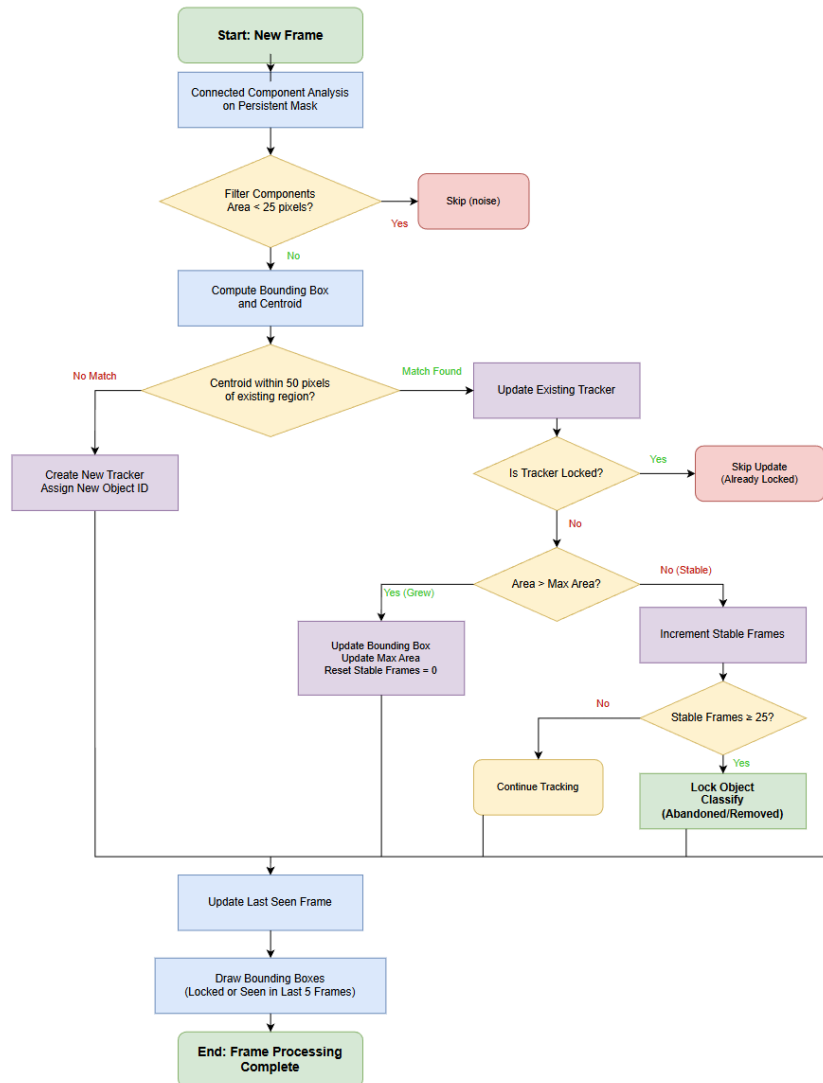 Start: New Frame
Connected Component Analysis
on Persistent Mask
Filter Components
Area < 25 pixels?
Skip (noise)
Yes
No
Compute Bounding Box
and Centroid
No Match
Match Found
Centroid within 50 pixels
of existing region?
Update Existing Tracker
Create New Tracker
Assign New Object ID
Is Tracker Locked?
Yes
Skip Update
(Already Locked)
No
Area > Max Area?
No (Stable)
Yes (Grew)
Update Bounding Box
Update Max Area
Reset Stable Frames = 0
Increment Stable Frames
No
Stable Frames ≥ 25?
Yes
Continue Tracking
Lock Object
Classify
(Abandoned/Removed)
Update Last Seen Frame
Draw Bounding Boxes
(Locked or Seen in Last 5 Frames)
End: Frame Processing
Complete